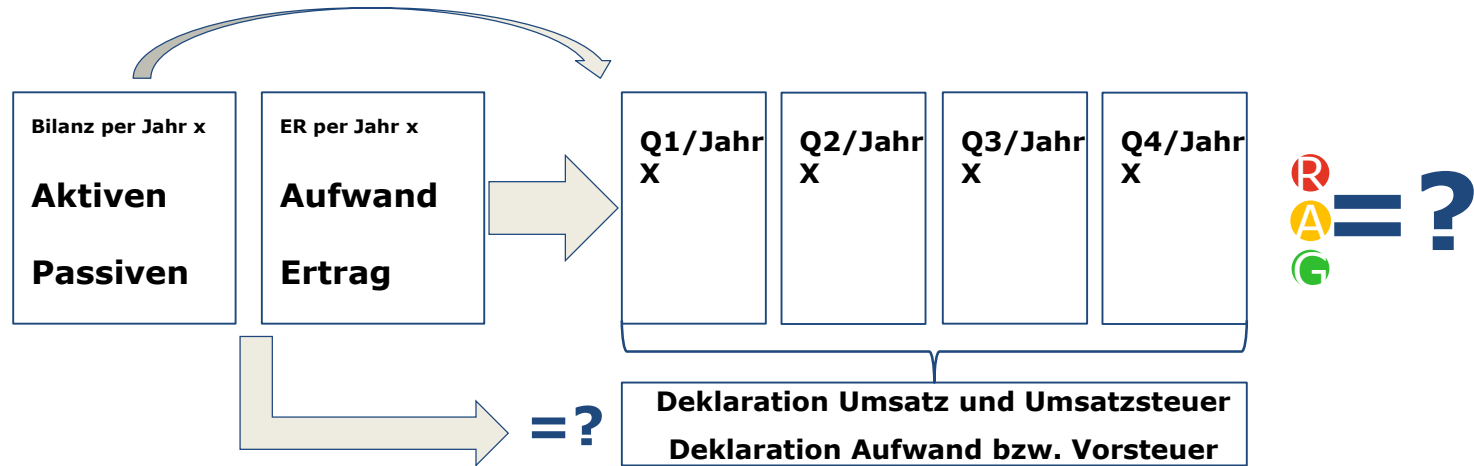 Bilanz per Jahr x
Aktiven
Passiven
ER per Jahr x
Aufwand
Ertrag
Q1/Jahr
X
Q2/Jahr
X
Q3/Jahr
X
Q4/Jahr
X
R
A
G
=?
=?
Deklaration Umsatz und Umsatzsteuer
Deklaration Aufwand bzw. Vorsteuer